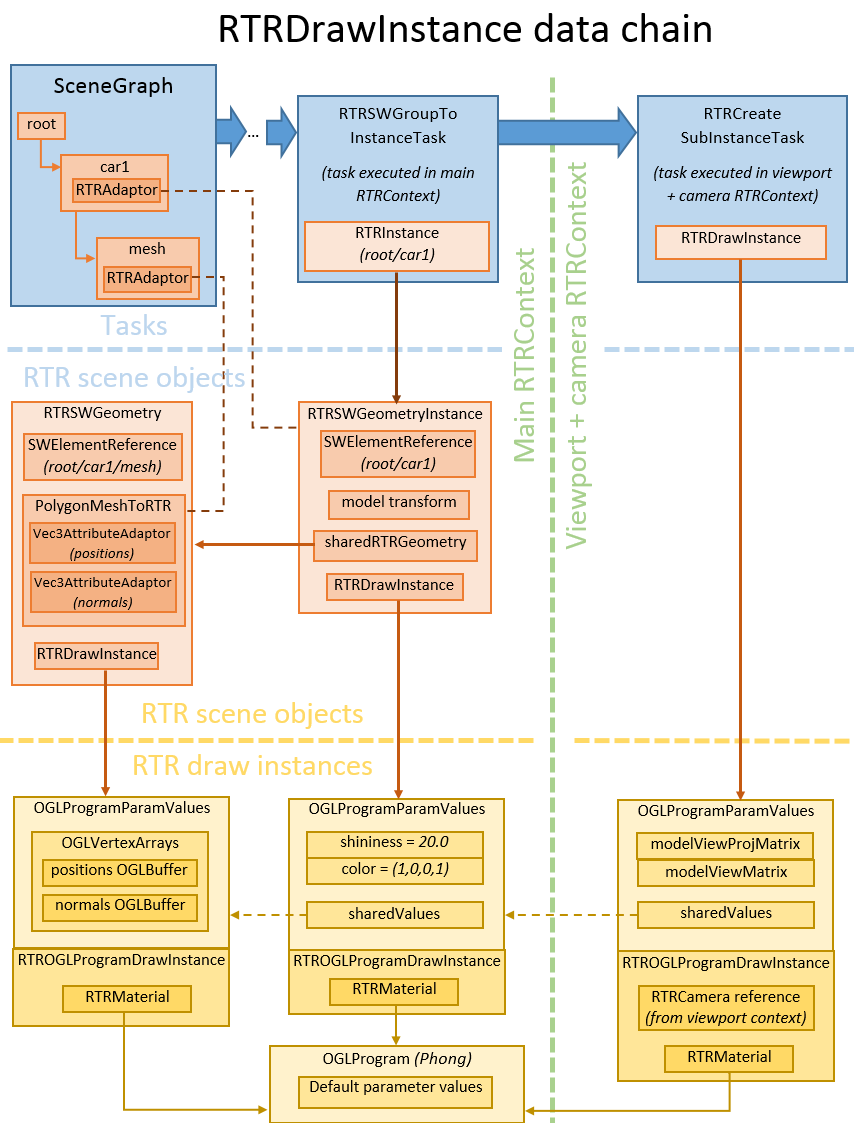 RTRDrawInstance data chain
SceneGraph
root
car1
RTRAdaptor
mesh
RTRAdaptor
...
RTRSWGroupTo
InstanceTask
(task executed in main
RTRContext)
RTRInstance
(root/car1)
RTRCreate
SubInstanceTask
(task executed in viewport
+ camera RTRContext)
RTRDrawInstance
Main RTRContext
Viewport + camera RTRContext
Tasks
RTR scene objects
RTRSWGeometry
SWElementReference
(root/car1/mesh)
PolygonMeshToRTR
Vec3AttributeAdaptor
(positions)
Vec3AttributeAdaptor
(normals)
RTRDrawInstance
RTRSWGeometryInstance
SWElementReference
(root/car1)
model transform
sharedRTRGeometry
RTRDrawInstance
RTR scene objects
RTR draw instances
OGLProgramParamValues
OGLVertexArrays
positions OGLBuffer
normals OGLBuffer
RTROGLProgramDrawInstance
RTRMaterial
OGLProgramParamValues
shininess = 20.0
color = (1,0,0,1)
sharedValues
RTROGLProgramDrawInstance
RTRMaterial
OGLProgramParamValues
modelViewProjMatrix
modelViewMatrix
sharedValues
RTROGLProgramDrawInstance
RTRCamera reference
(from viewport context)
RTRMaterial
OGLProgram (Phong)
Default parameter values